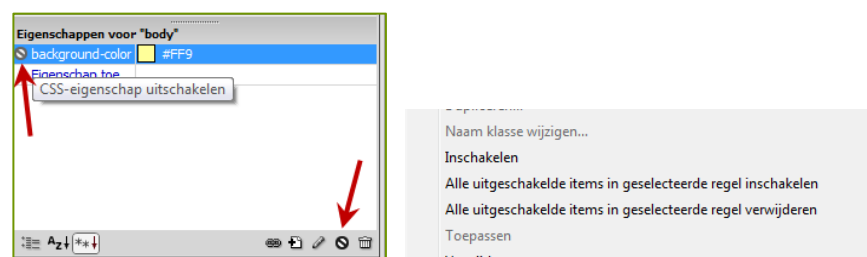 Eigenschappen voor "body"
background-color #FF9
Eigenschap toe
CSS-eigenschap uitschakelen
Naam klasse wijzigen...
Inschakelen
Alle uitgeschakelde items in geselecteerde regel inschakelen
Alle uitgeschakelde items in geselecteerde regel verwijderen
Toepassen